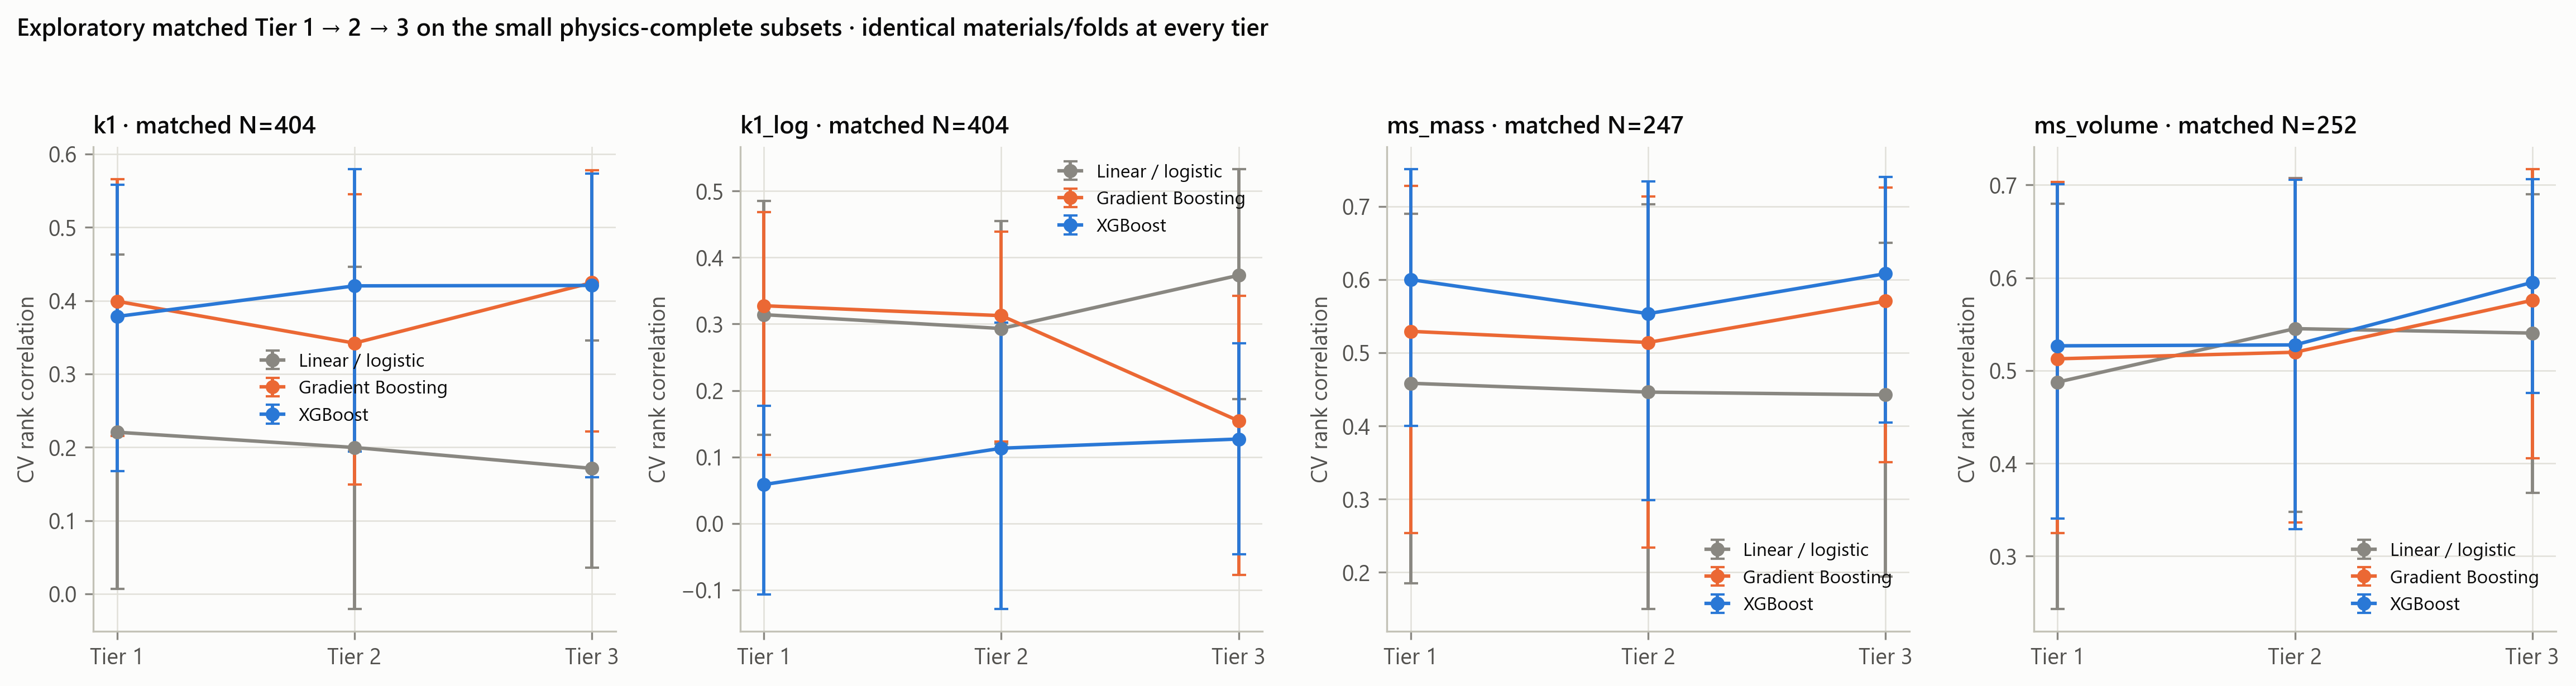 Exploratory matched Tier 1 → 2 → 3 on the small physics-complete subsets · identical materials/folds at every tier
k1 · matched N=404
CV rank correlation
0.6
0.5
0.4
0.3
0.2
0.1
0.0
Linear / logistic
Gradient Boosting
XGBoost
Tier 1
Tier 2
Tier 3
k1_log · matched N=404
CV rank correlation
0.5
0.4
0.3
0.2
0.1
0.0
−0.1
Linear / logistic
Gradient Boosting
XGBoost
Tier 1
Tier 2
Tier 3
ms_mass · matched N=247
CV rank correlation
0.7
0.6
0.5
0.4
0.3
0.2
Linear / logistic
Gradient Boosting
XGBoost
Tier 1
Tier 2
Tier 3
ms_volume · matched N=252
CV rank correlation
0.7
0.6
0.5
0.4
0.3
Linear / logistic
Gradient Boosting
XGBoost
Tier 1
Tier 2
Tier 3